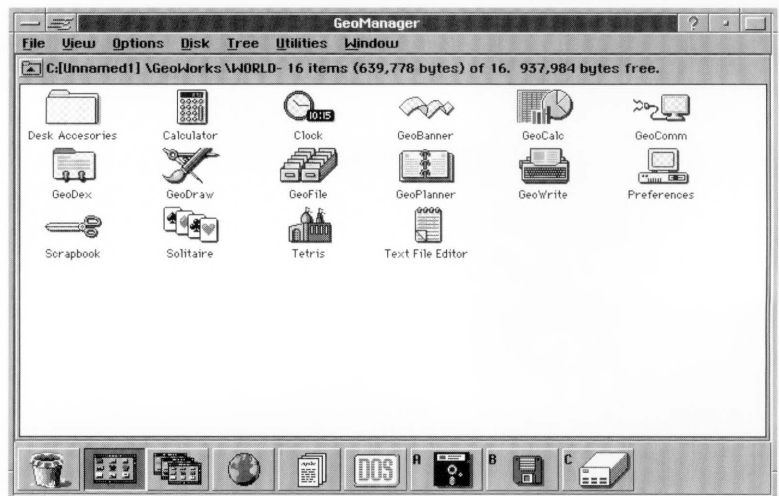 GeoManager ?
File View Options Disk Tree Utilities Window
C:[Unnamed1] \GeoWorks\WORLD- 16 items (639,778 bytes) of 16. 937,984 bytes free.
10:15
Desk Accesories Calculator Clock GeoBanner GeoCalc GeoComm
GeoDex GeoDraw GeoFile GeoPlanner GeoWrite Preferences
Scrapbook Solitaire Tetris Text File Editor
DOS A B C